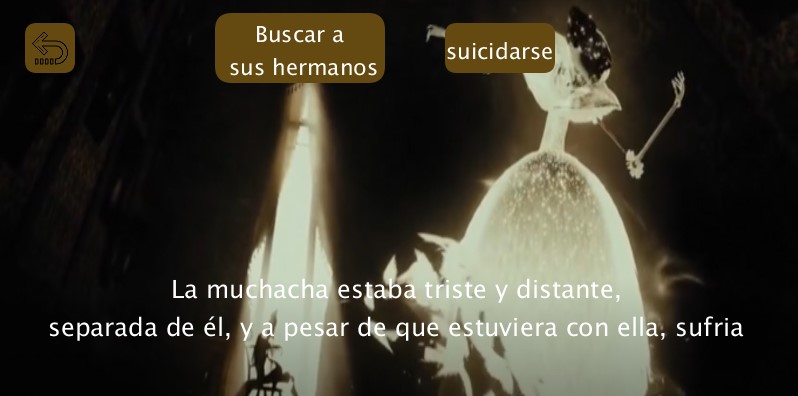 Buscar a
sus hermanos
suicidarse
La muchacha estaba triste y distante,
separada de él, y a pesar de que estuviera con ella, sufria